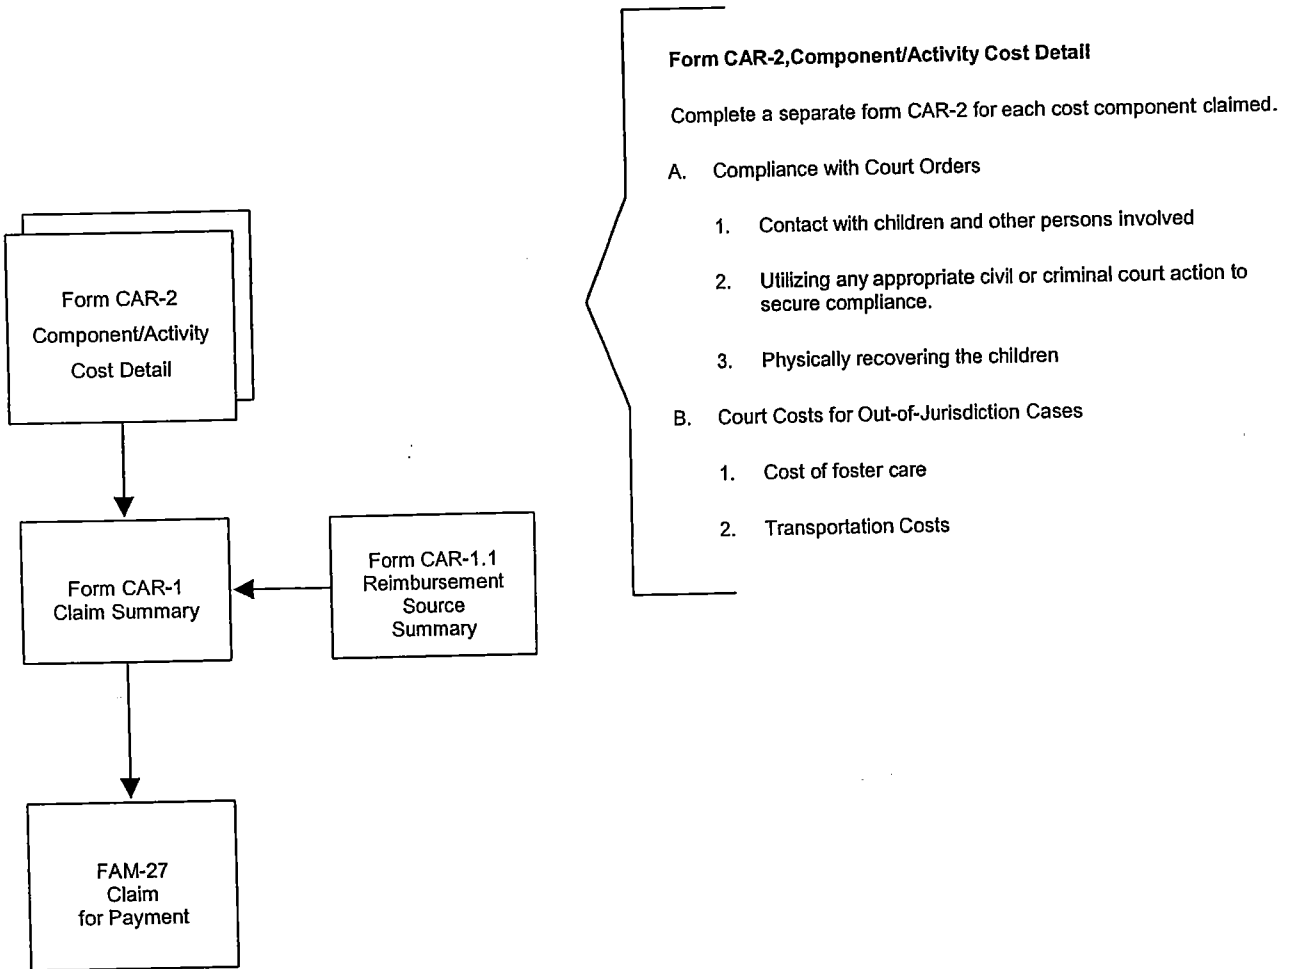 Form CAR-2,Component/Activity Cost Detail
Complete a separate form CAR-2 for each cost component claimed.
A. Compliance with Court Orders
1. Contact with children and other persons involved
2. Utilizing any appropriate civil or criminal court action to
secure compliance.
3. Physically recovering the children
B. Court Costs for Out-of-Jurisdiction Cases
1. Cost of foster care
2. Transportation Costs
Form CAR-2
Component/Activity
Cost Detail
Form CAR-1
Claim Summary
Form CAR-1.1
Reimbursement
Source
Summary
FAM-27
Claim
for Payment